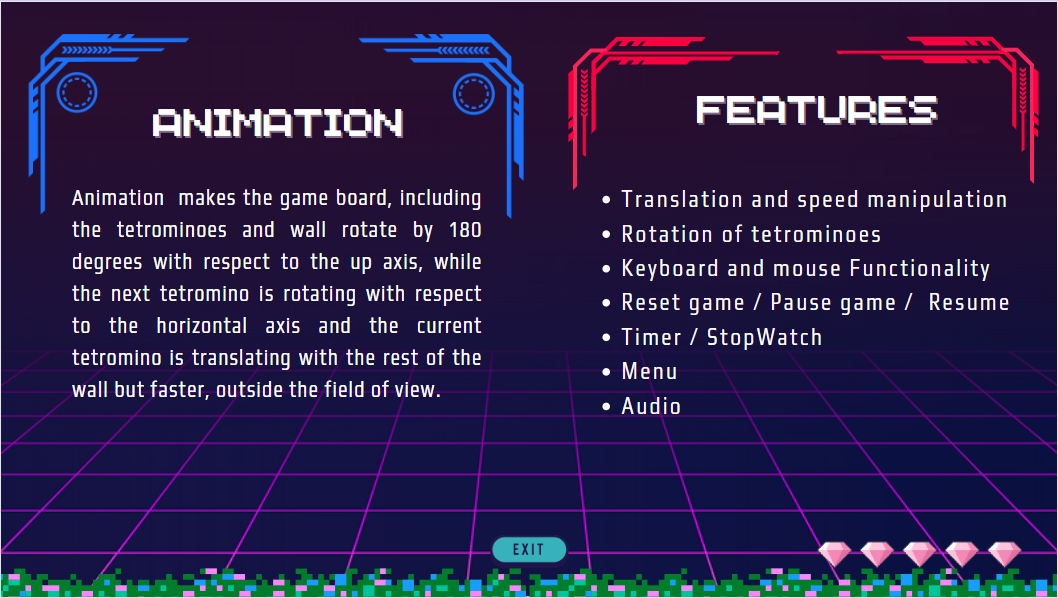 ANIMATION
Animation makes the game board, including
the tetrominoes and wall rotate by 180
degrees with respect to the up axis, while
the next tetromino is rotating with respect
to the horizontal axis and the current
tetromino is translating with the rest of the
wall but faster, outside the field of view.
FEATURES
• Translation and speed manipulation
• Rotation of tetrominoes
• Keyboard and mouse Functionality
• Reset game / Pause game / Resume
• Timer / StopWatch
• Menu
• Audio
EXIT